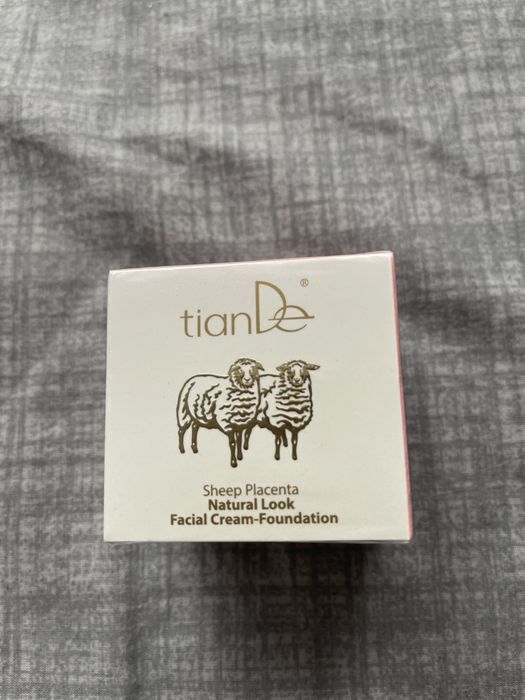 tianDe®
Sheep Placenta
Natural Look
Facial Cream-Foundation